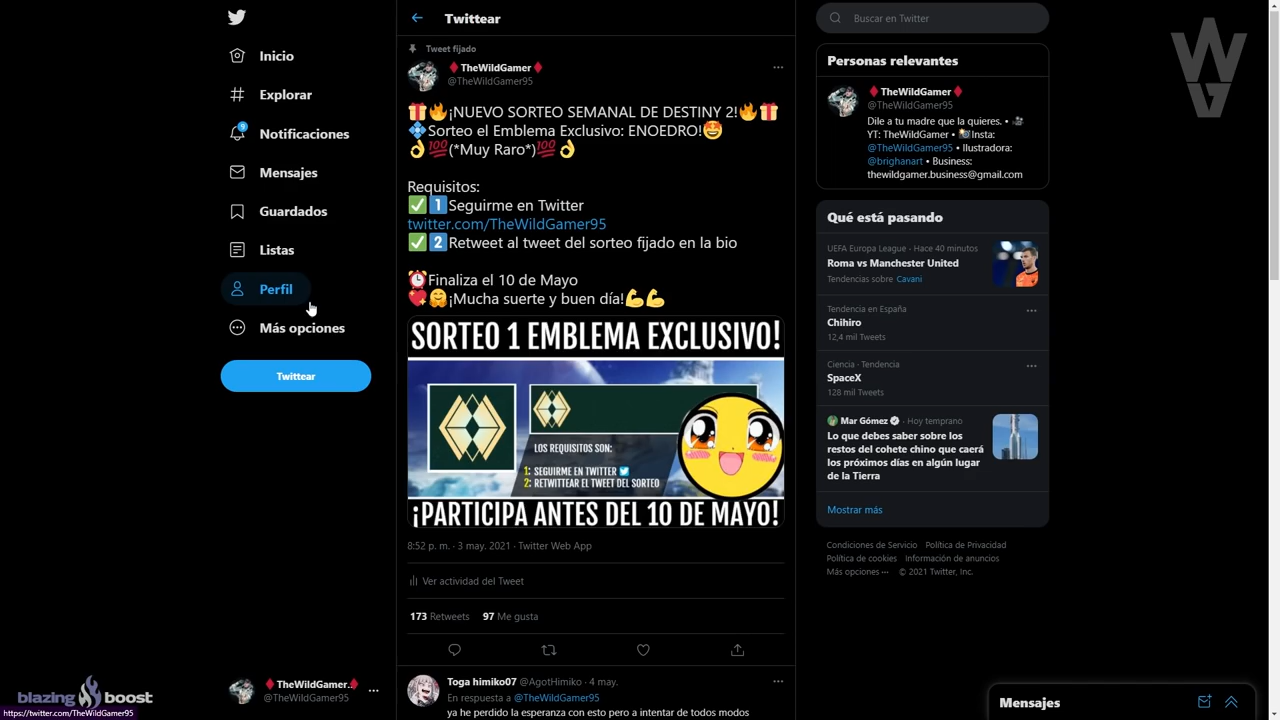 Inicio
Explorar
9
Notificaciones
Mensajes
Guardados
Listas
Perfil
Más opciones
Twittear
TheWildGamer..
@TheWildGamer95
blazing boost
https://twitter.com/TheWildGamer95
Twittear
Tweet fijado
♦TheWildGamer♦
@TheWildGamer95
🎁🔥¡NUEVO SORTEO SEMANAL DE DESTINY 2!🔥🎁
💠Sorteo el Emblema Exclusivo: ENOEDRO!🤩
👌💯(*Muy Raro*)💯👌
Requisitos:
✅1️⃣Seguirme en Twitter
twitter.com/TheWildGamer95
✅2️⃣Retweet al tweet del sorteo fijado en la bio
⏰Finaliza el 10 de Mayo
💖🤗¡Mucha suerte y buen día!💪💪
SORTEO 1 EMBLEMA EXCLUSIVO!
LOS REQUISITOS SON:
1: SEGUIRME EN TWITTER
2: RETWITTEAR EL TWEET DEL SORTEO
¡PARTICIPA ANTES DEL 10 DE MAYO!
8:52 p. m. · 3 may. 2021 · Twitter Web App
Ver actividad del Tweet
173 Retweets 97 Me gusta
Toga himiko07 @AgotHimiko · 4 may.
En respuesta a @TheWildGamer95
ya he perdido la esperanza con esto pero a intentar de todos modos
Buscar en Twitter
Personas relevantes
♦TheWildGamer♦
@TheWildGamer95
Dile a tu madre que la quieres. • 🎥
YT: TheWildGamer • 📸Insta:
@TheWildGamer95 • Ilustradora:
@brighanart • Business:
thewildgamer.business@gmail.com
Qué está pasando
UEFA Europa League · Hace 40 minutos
Roma vs Manchester United
Tendencias sobre Cavani
Tendencia en España
Chihiro
12,4 mil Tweets
Ciencia · Tendencia
SpaceX
128 mil Tweets
Mar Gómez · Hoy temprano
Lo que debes saber sobre los
restos del cohete chino que caerá
los próximos días en algún lugar
de la Tierra
Mostrar más
Condiciones de Servicio Política de Privacidad
Política de cookies Información de anuncios
Más opciones ··· © 2021 Twitter, Inc.
Mensajes
WG